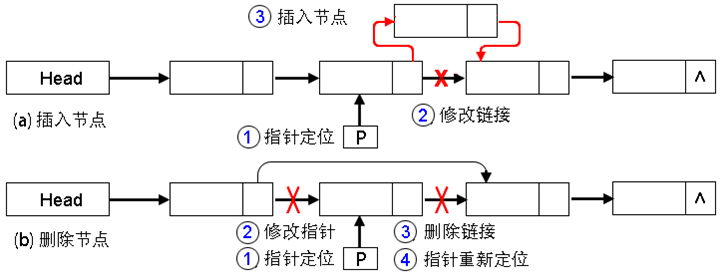 ③ 插入节点
Head
∧
(a) 插入节点
② 修改链接
① 指针定位
P
Head
∧
(b) 删除节点
② 修改指针
③ 删除链接
① 指针定位
P
④ 指针重新定位